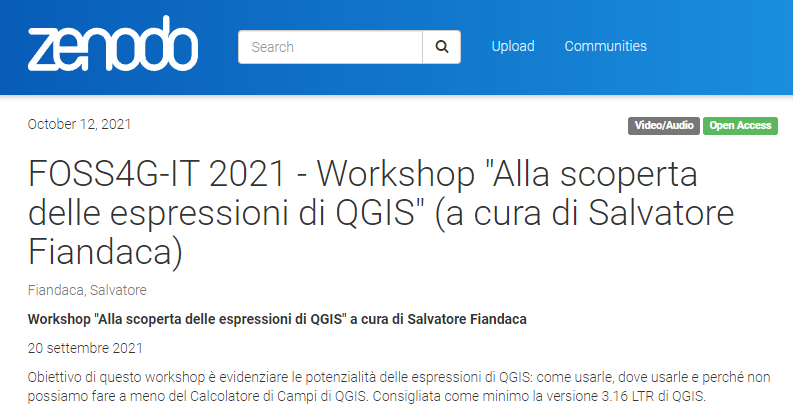 zenodo
Search
Upload
Communities
October 12, 2021
Video/Audio
Open Access
FOSS4G-IT 2021 - Workshop "Alla scoperta
delle espressioni di QGIS" (a cura di Salvatore
Fiandaca)
Fiandaca, Salvatore
Workshop "Alla scoperta delle espressioni di QGIS" a cura di Salvatore Fiandaca
20 settembre 2021
Obiettivo di questo workshop è evidenziare le potenzialità delle espressioni di QGIS: come usarle, dove usarle e perché non
possiamo fare a meno del Calcolatore di Campi di QGIS. Consigliata come minimo la versione 3.16 LTR di QGIS.